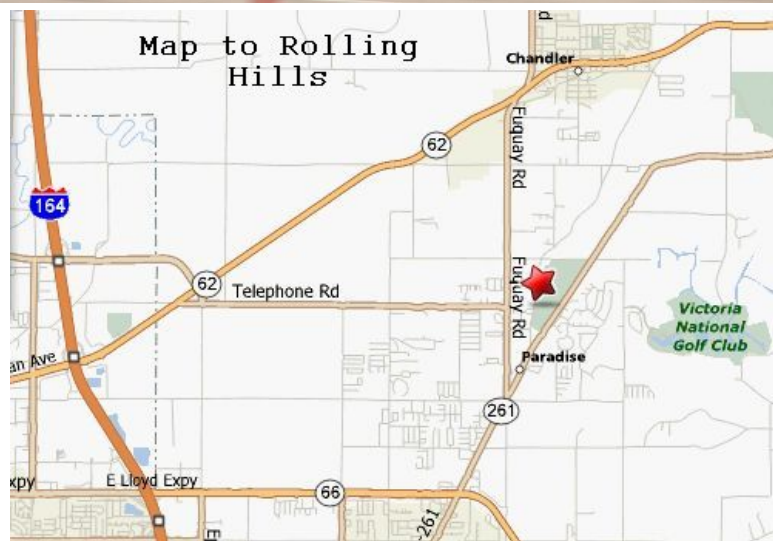 Map to Rolling
Hills
Chandler
Fuquay Rd
62
164
62
Telephone Rd
Fuquay Rd
Victoria
National
Golf Club
Paradise
an Ave
261
E Lloyd Expy
xpy
66
-261